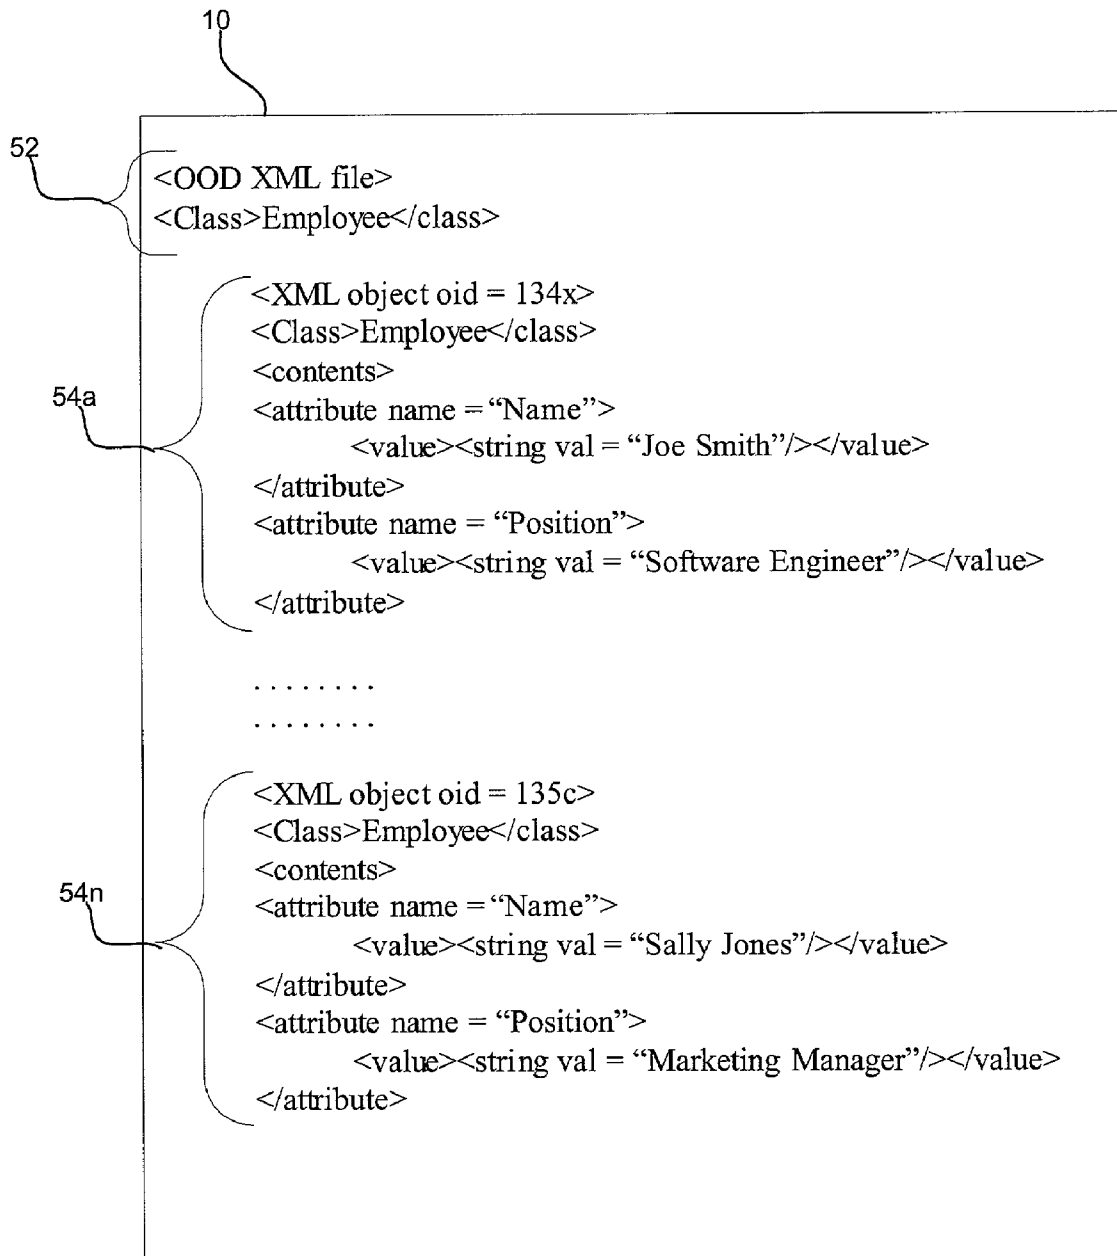 10
52
<OOD XML file>
<Class>Employee</class>
<XML object oid = 134x>
<Class>Employee</class>
<contents>
54a
<attribute name = “Name”>
<value><string val = “Joe Smith”/></value>
</attribute>
<attribute name = “Position”>
<value><string val = “Software Engineer”/></value>
</attribute>
. . . . . . . .
. . . . . . . .
<XML object oid = 135c>
<Class>Employee</class>
<contents>
54n
<attribute name = “Name”>
<value><string val = “Sally Jones”/></value>
</attribute>
<attribute name = “Position”>
<value><string val = “Marketing Manager”/></value>
</attribute>